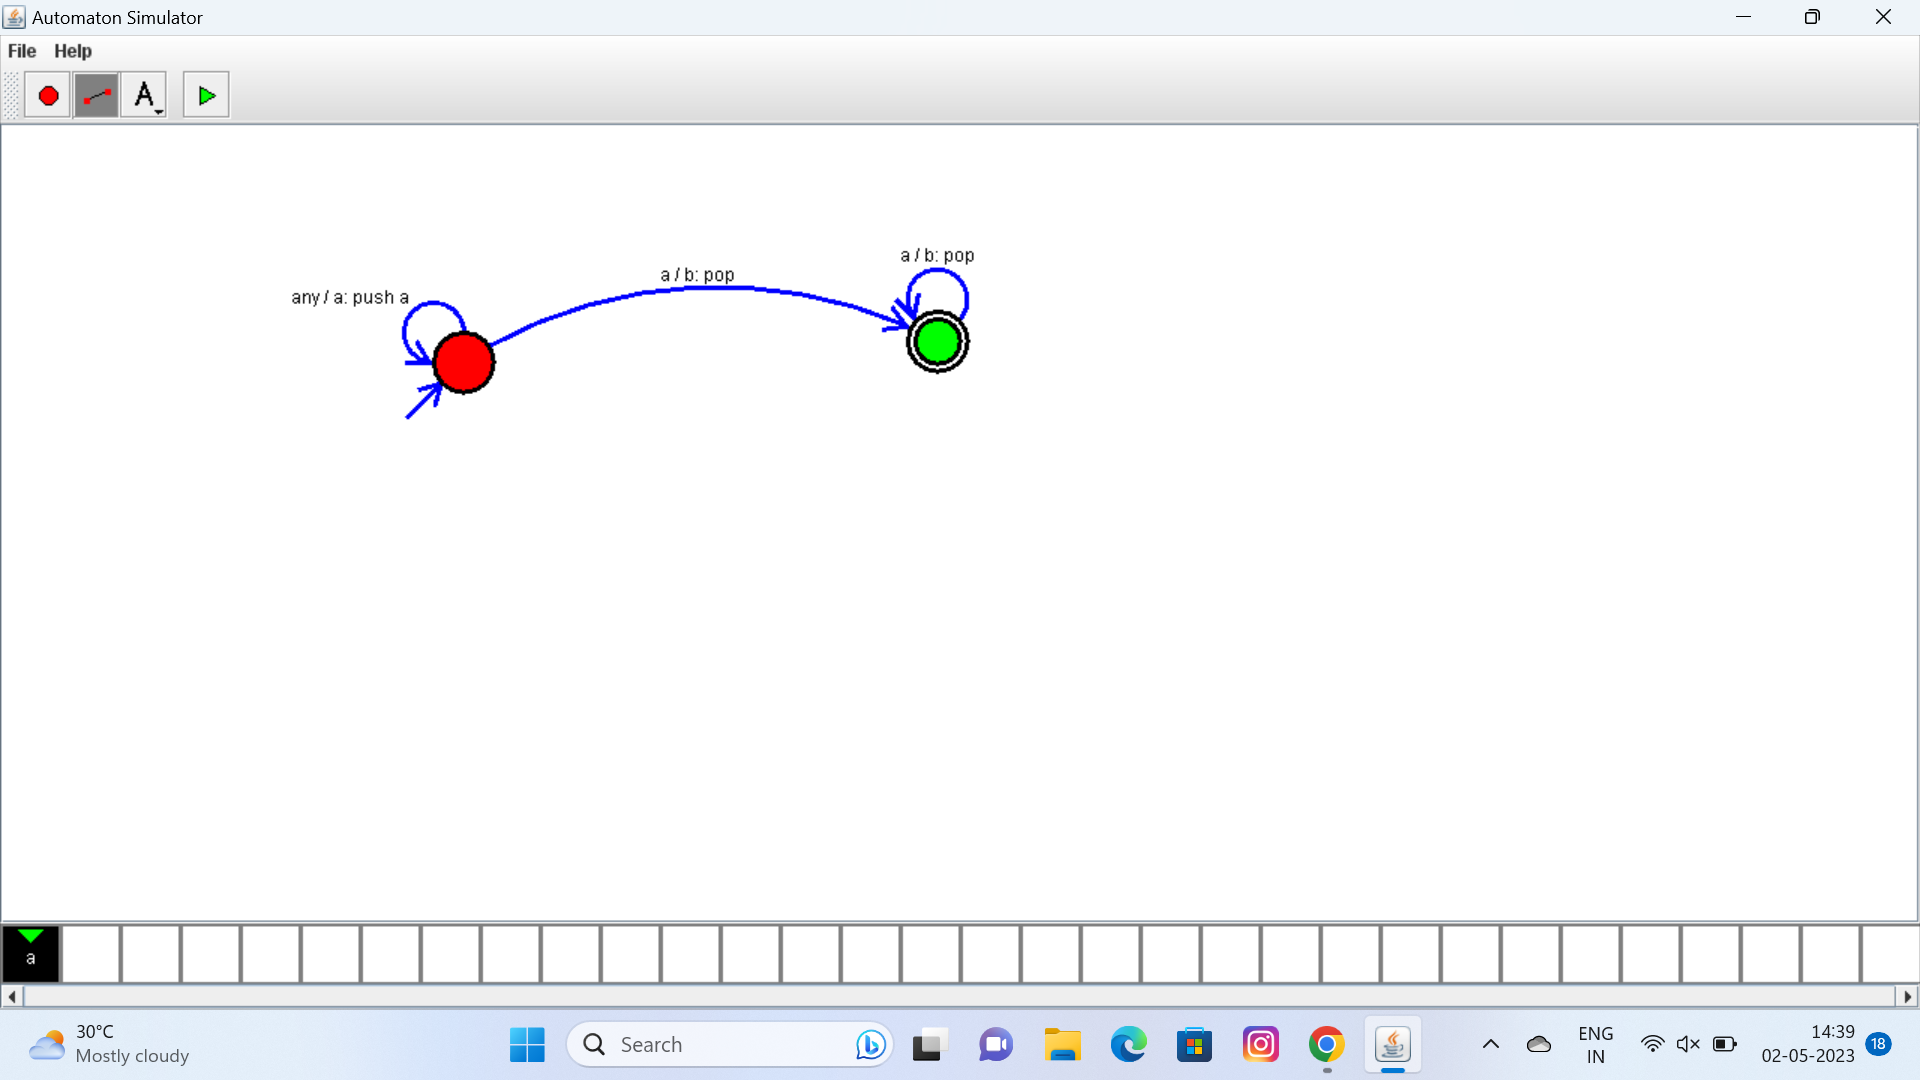 Automaton Simulator
File Help
A
a / b: pop
a / b: pop
any / a: push a
a
30°C
Mostly cloudy
Search
ENG
IN
14:39
02-05-2023
18